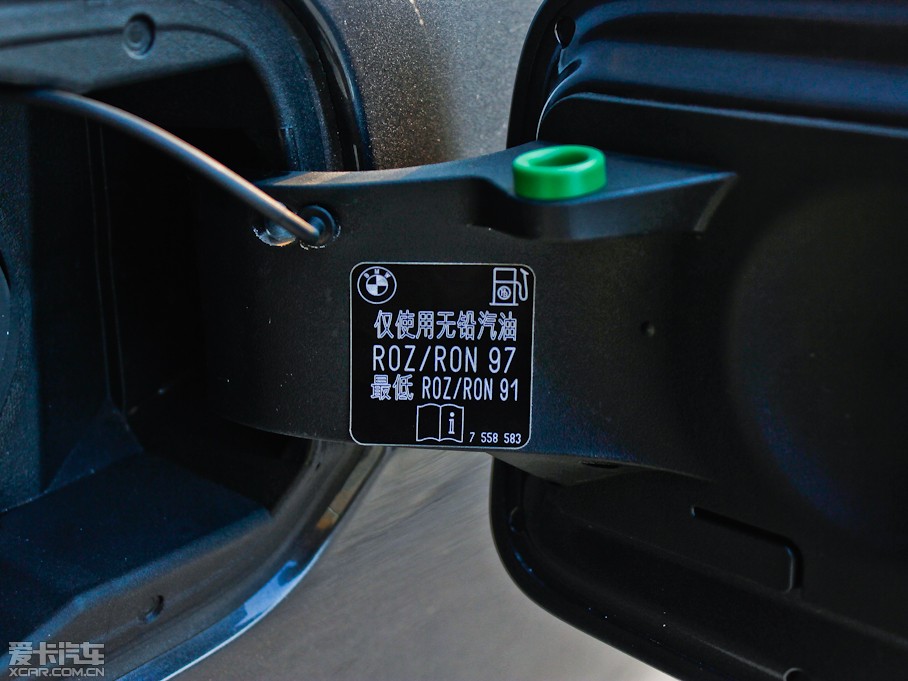 BMW
仅使用无铅汽油
ROZ/RON 97
最低 ROZ/RON 91
i
7 558 583
爱卡汽车
XCAR.COM.CN